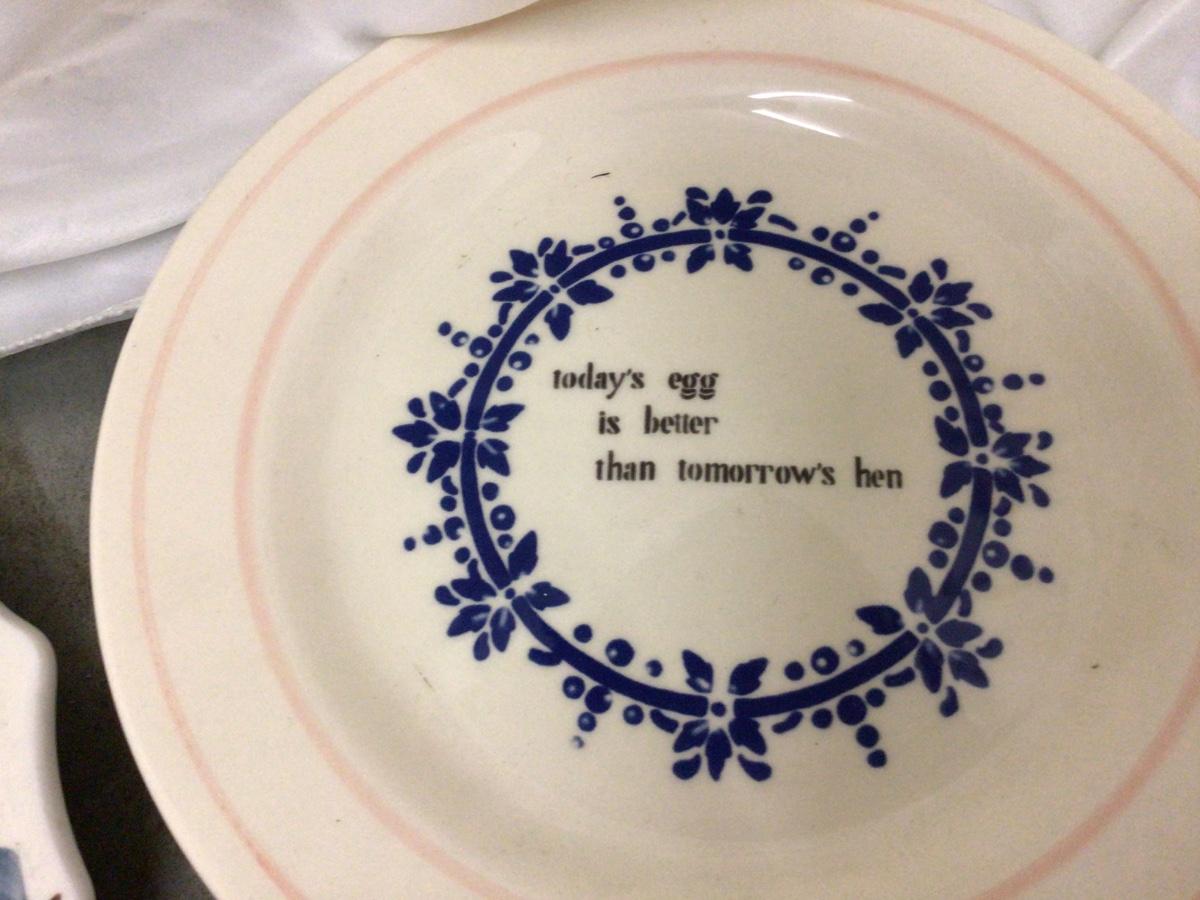 today's egg
is better
than tomorrow's hen